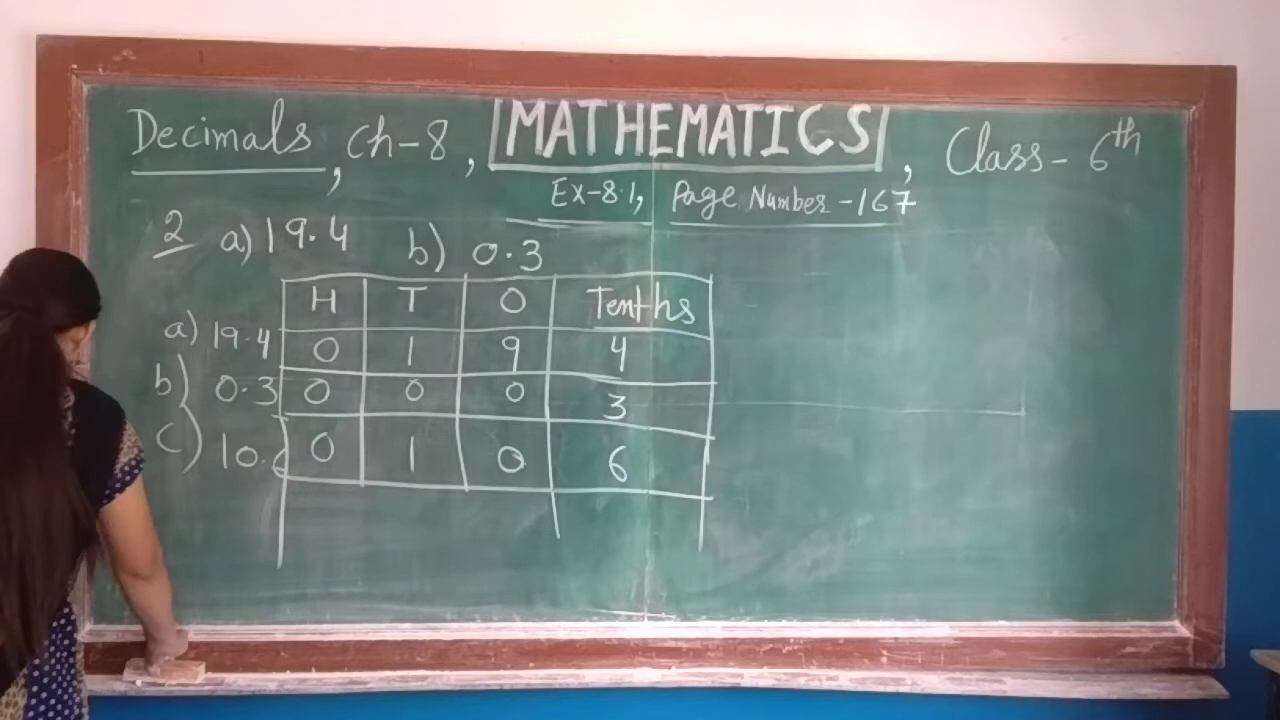 Decimals, Ch-8, MATHEMATICS, Class- 6th
Ex-8.1, Page Number -167
2 a) 19.4 b) 0.3
H T O Tenths
a) 19.4 0 1 9 4
b) 0.3 0 0 0 3
c) 10.6 0 1 0 6